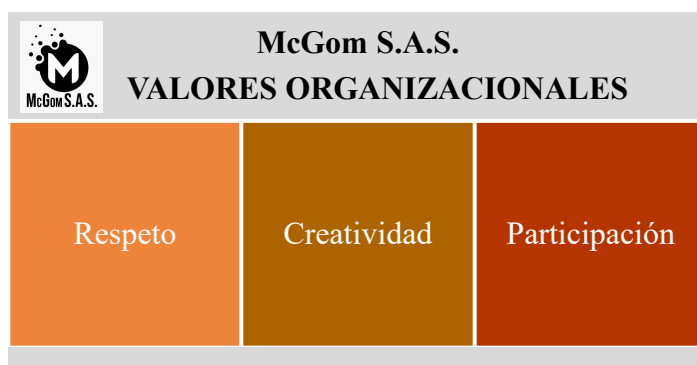 McGom S.A.S.
VALORES ORGANIZACIONALES
M
McGom S.A.S.
Respeto
Creatividad
Participación